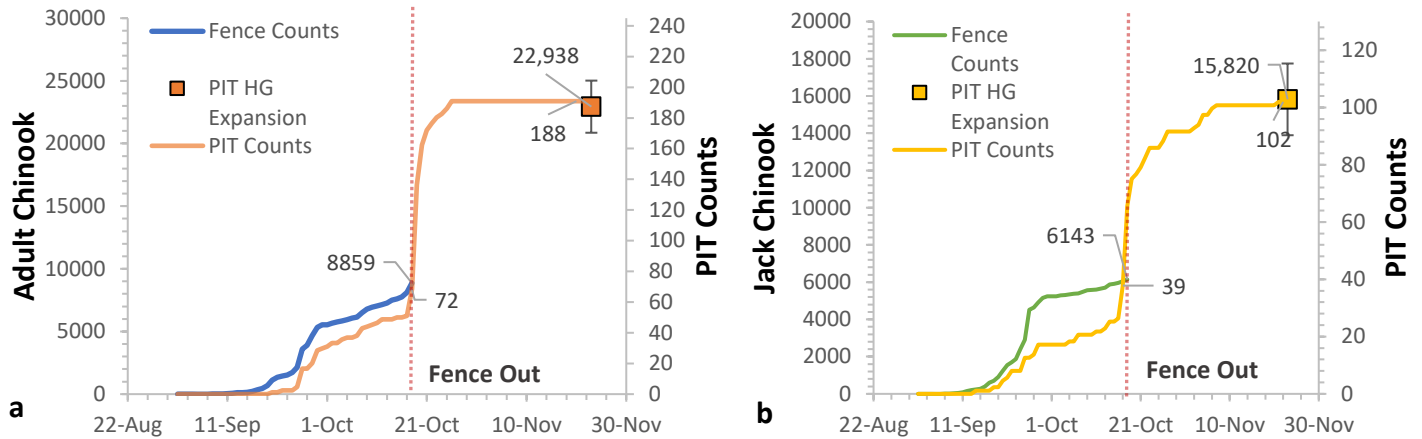 30000
25000
20000
15000
10000
5000
0
Adult Chinook
Fence Counts
PIT HG
Expansion
PIT Counts
22,938
188
8859
72
Fence Out
240
220
200
180
160
140
120
100
80
60
40
20
0
PIT Counts
22-Aug 11-Sep 1-Oct 21-Oct 10-Nov 30-Nov
a
20000
18000
16000
14000
12000
10000
8000
6000
4000
2000
0
Jack Chinook
Fence
Counts
PIT HG
Expansion
PIT Counts
15,820
102
6143
39
Fence Out
120
100
80
60
40
20
0
PIT Counts
22-Aug 11-Sep 1-Oct 21-Oct 10-Nov 30-Nov
b